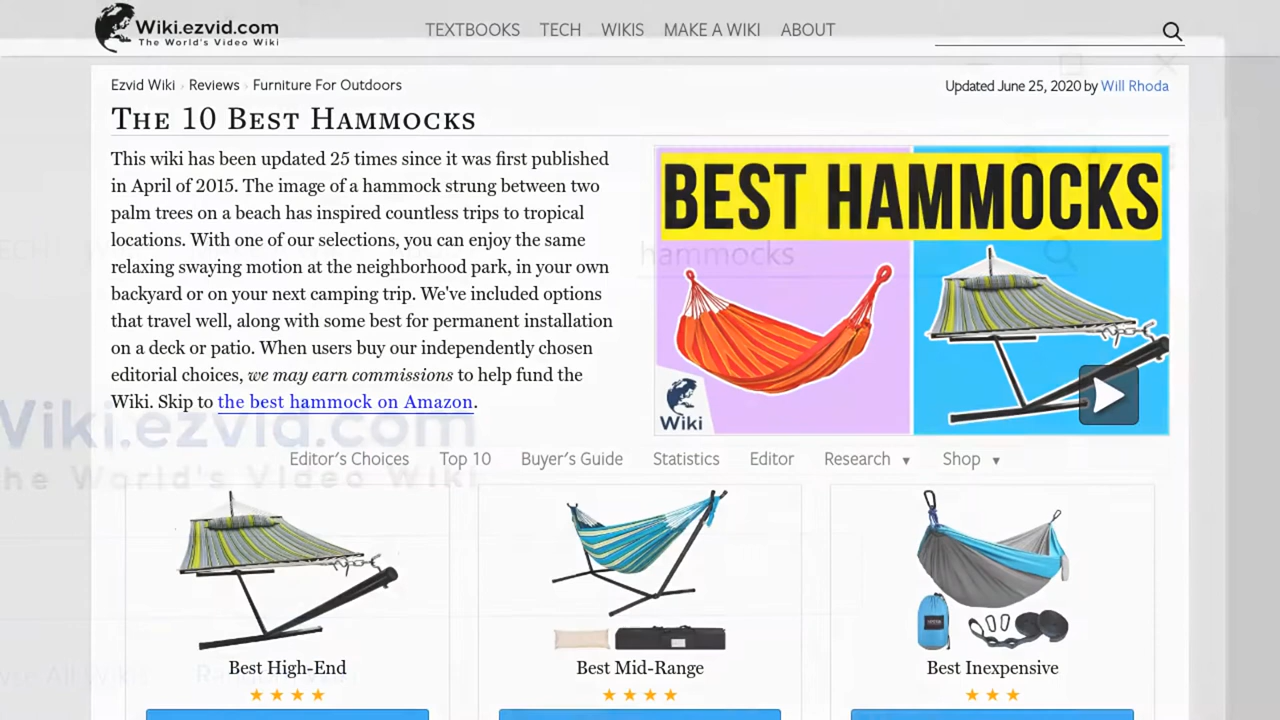 Wiki.ezvid.com
The World's Video Wiki
TEXTBOOKS TECH WIKIS MAKE A WIKI ABOUT
Ezvid Wiki › Reviews › Furniture For Outdoors
Updated June 25, 2020 by Will Rhoda
The 10 Best Hammocks
This wiki has been updated 25 times since it was first published
in April of 2015. The image of a hammock strung between two
palm trees on a beach has inspired countless trips to tropical
locations. With one of our selections, you can enjoy the same
relaxing swaying motion at the neighborhood park, in your own
backyard or on your next camping trip. We've included options
that travel well, along with some best for permanent installation
on a deck or patio. When users buy our independently chosen
editorial choices, we may earn commissions to help fund the
Wiki. Skip to the best hammock on Amazon.
BEST HAMMOCKS
Wiki
hammocks
Wiki.ezvid.com
The World's Video Wiki
Editor's Choices Top 10 Buyer's Guide Statistics Editor Research ▼ Shop ▼
Best High-End
Best Mid-Range
Best Inexpensive